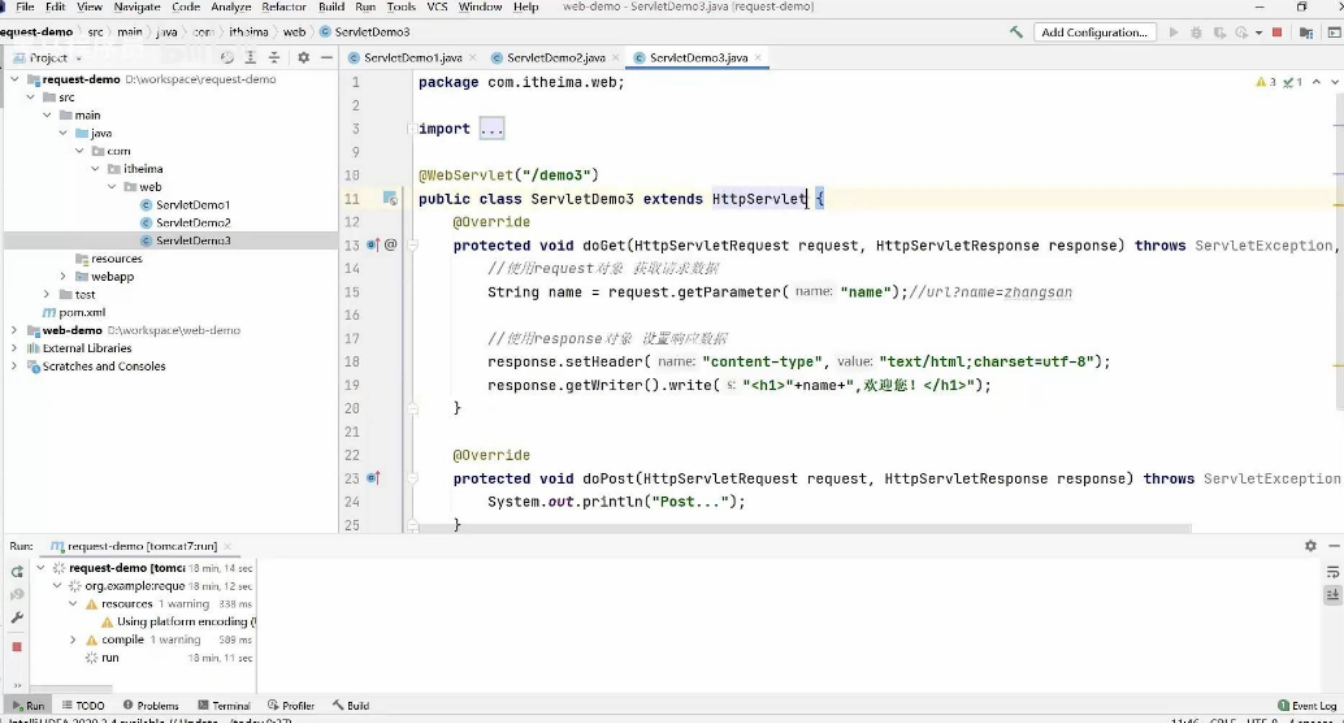 File Edit View Navigate Code Analyze Refactor Build Run Tools VCS Window Help web-demo - ServletDemo3.java [request-demo]
equest-demo src main java com itheima web ServletDemo3 Add Configuration...
Project
ServletDemo1.java ServletDemo2.java ServletDemo3.java
request-demo D:\workspace\request-demo
src
main
java
com
itheima
web
ServletDemo1
ServletDemo2
ServletDemo3
resources
webapp
test
pom.xml
web-demo D:\workspace\web-demo
External Libraries
Scratches and Consoles
3 1
1 package com.itheima.web;
2
3 import ...
9
10 @WebServlet("/demo3")
11 public class ServletDemo3 extends HttpServlet {
12 @Override
13 @ protected void doGet(HttpServletRequest request, HttpServletResponse response) throws ServletException,
14 //使用request对象 获取请求数据
15 String name = request.getParameter( name: "name");//url?name=zhangsan
16
17 //使用response对象 设置响应数据
18 response.setHeader( name: "content-type", value: "text/html;charset=utf-8");
19 response.getWriter().write( s: "<h1>"+name+",欢迎您！</h1>");
20 }
21
22 @Override
23 protected void doPost(HttpServletRequest request, HttpServletResponse response) throws ServletException
24 System.out.println("Post...");
25 }
Run: request-demo [tomcat7:run]
request-demo [tomca 18 min, 14 sec
org.example:reque 18 min, 12 sec
resources 1 warning 338 ms
Using platform encoding (
compile 1 warning 589 ms
run 18 min, 11 sec
Run TODO Problems Terminal Profiler Build 1 Event Log
11:46 CRLF UTF-8 4 spaces